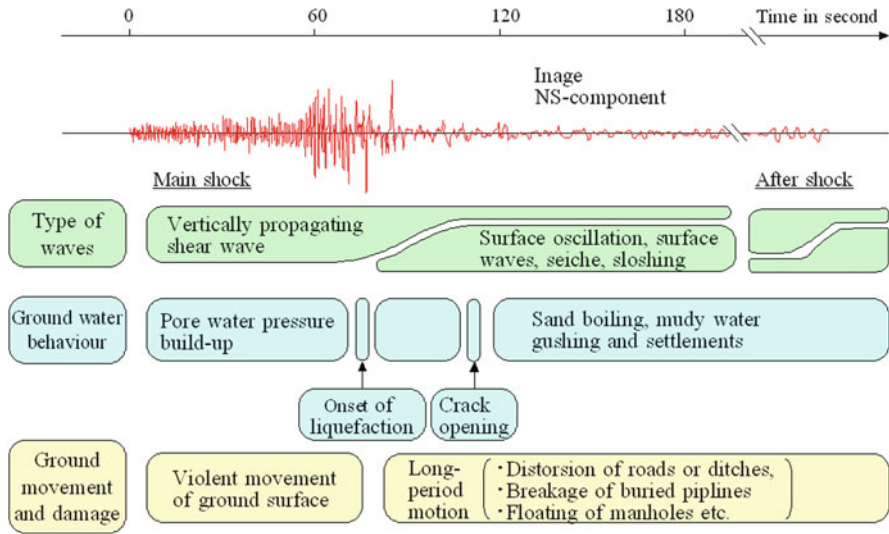 0 60 120 180 Time in second
Image
NS-component
Main shock
After shock
Type of
waves
Vertically propagating
shear wave
Surface oscillation, surface
waves, seiche, sloshing
Ground water
behaviour
Pore water pressure
build-up
Sand boiling, mudy water
gushing and settlements
Onset of
liquefaction
Crack
opening
Ground
movement
and damage
Violent movement
of ground surface
Long-
period
motion
・Distorsion of roads or ditches,
・Breakage of buried piplines
・Floating of manholes etc.